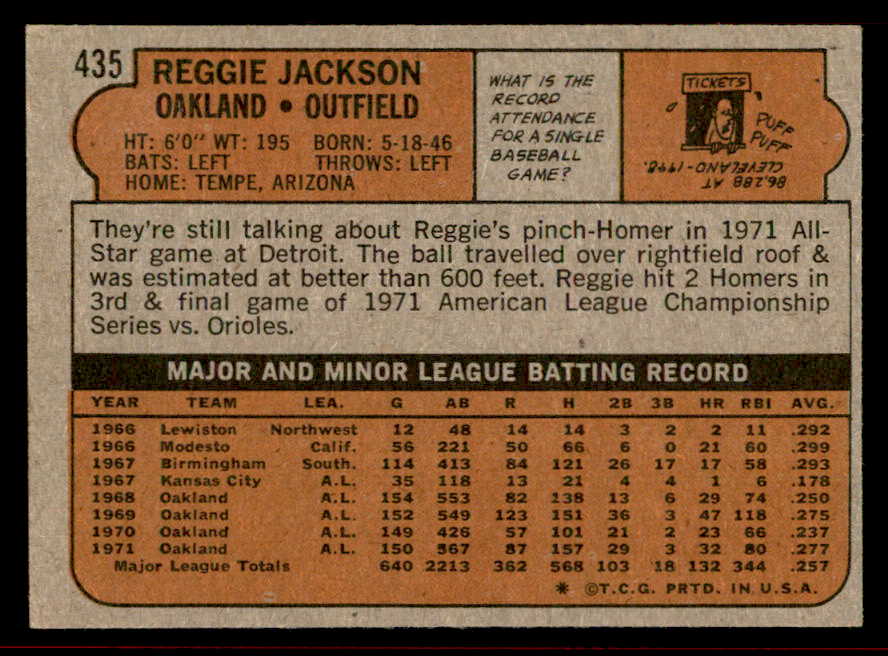 435
REGGIE JACKSON
OAKLAND • OUTFIELD
HT: 6'0" WT: 195 BORN: 5-18-46
BATS: LEFT THROWS: LEFT
HOME: TEMPE, ARIZONA
WHAT IS THE
RECORD
ATTENDANCE
FOR A SINGLE
BASEBALL
GAME?
TICKETS
PUFF
PUFF
86,288 AT
CLEVELAND-1948.
They're still talking about Reggie's pinch-Homer in 1971 All-
Star game at Detroit. The ball travelled over rightfield roof &
was estimated at better than 600 feet. Reggie hit 2 Homers in
3rd & final game of 1971 American League Championship
Series vs. Orioles.
MAJOR AND MINOR LEAGUE BATTING RECORD
YEAR TEAM LEA. G AB R H 2B 3B HR RBI AVG.
1966 Lewiston Northwest 12 48 14 14 3 2 2 11 .292
1966 Modesto Calif. 56 221 50 66 6 0 21 60 .299
1967 Birmingham South. 114 413 84 121 26 17 17 58 .293
1967 Kansas City A.L. 35 118 13 21 4 4 1 6 .178
1968 Oakland A.L. 154 553 82 138 13 6 29 74 .250
1969 Oakland A.L. 152 549 123 151 36 3 47 118 .275
1970 Oakland A.L. 149 426 57 101 21 2 23 66 .237
1971 Oakland A.L. 150 567 87 157 29 3 32 80 .277
Major League Totals 640 2213 362 568 103 18 132 344 .257
* ©T.C.G. PRTD. IN U.S.A.